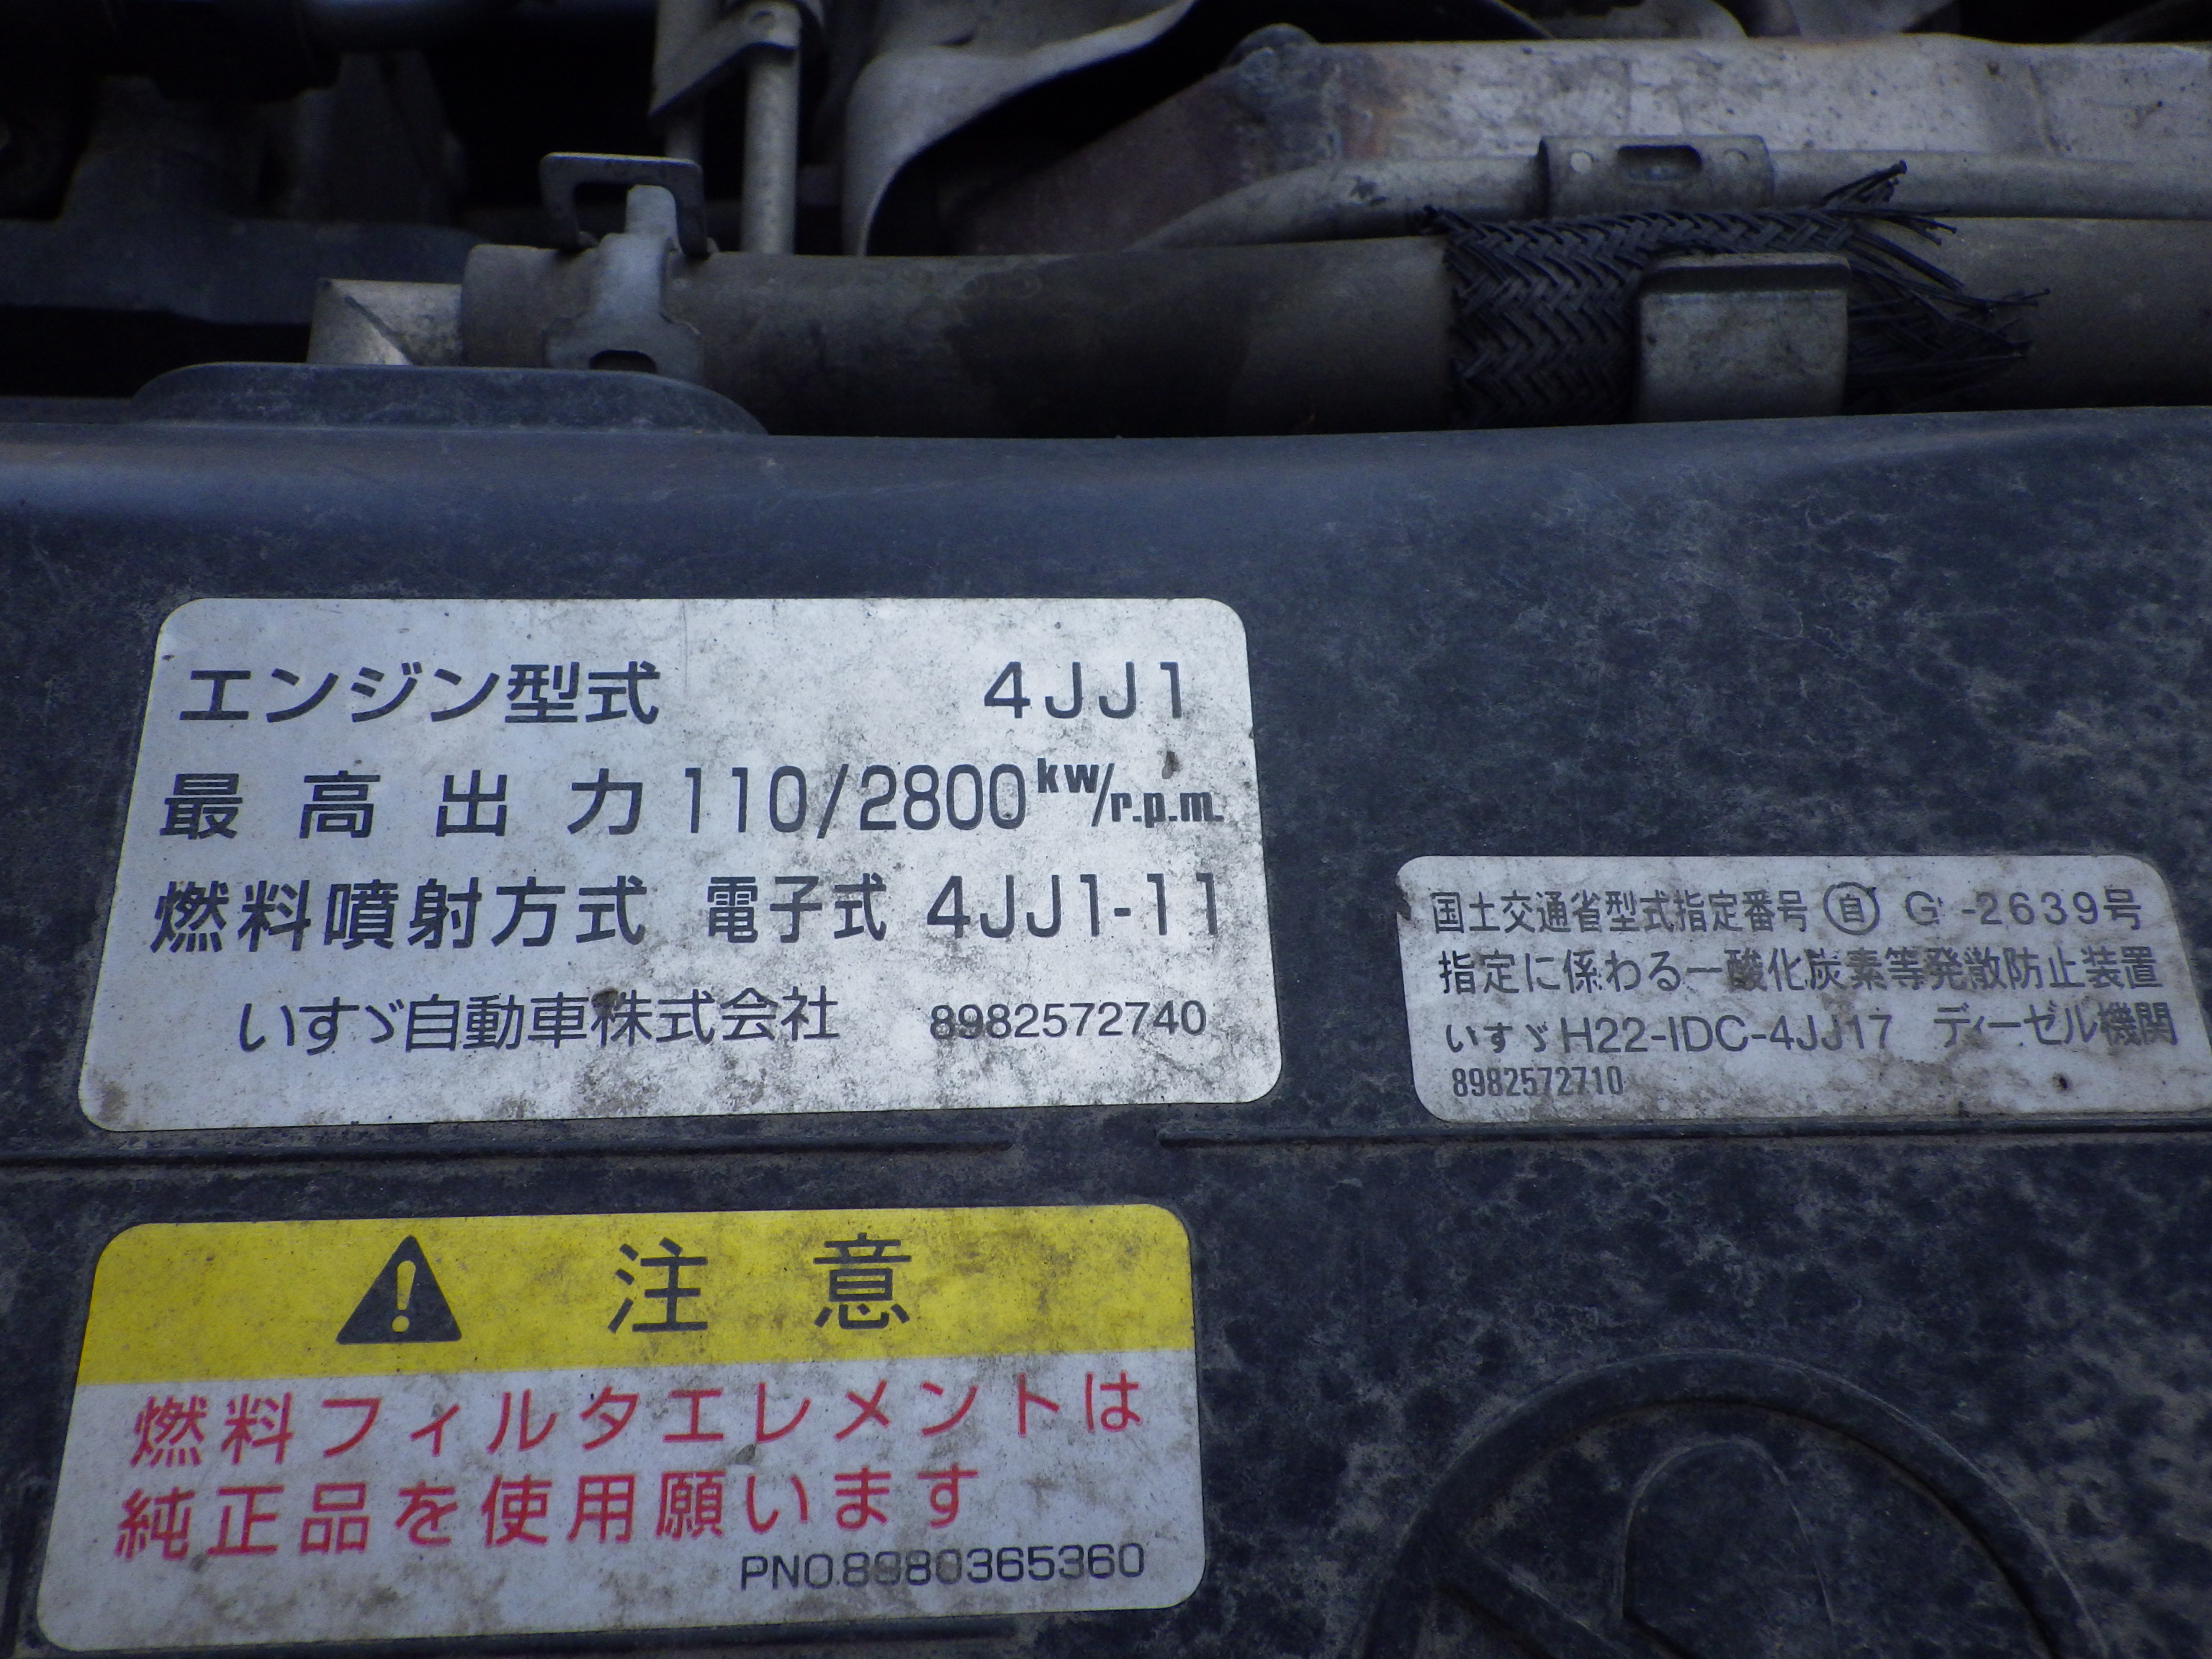 エンジン型式 4JJ1
最高出力 110/2800kw/r.p.m.
燃料噴射方式 電子式 4JJ1-11
いすゞ自動車株式会社 8982572740
国土交通省型式指定番号 自 G -2639号
指定に係わる一酸化炭素等発散防止装置
いすゞ H22-IDC-4JJ17 ディーゼル機関
8982572710
注意
燃料フィルタエレメントは
純正品を使用願います
PNO.8980365360